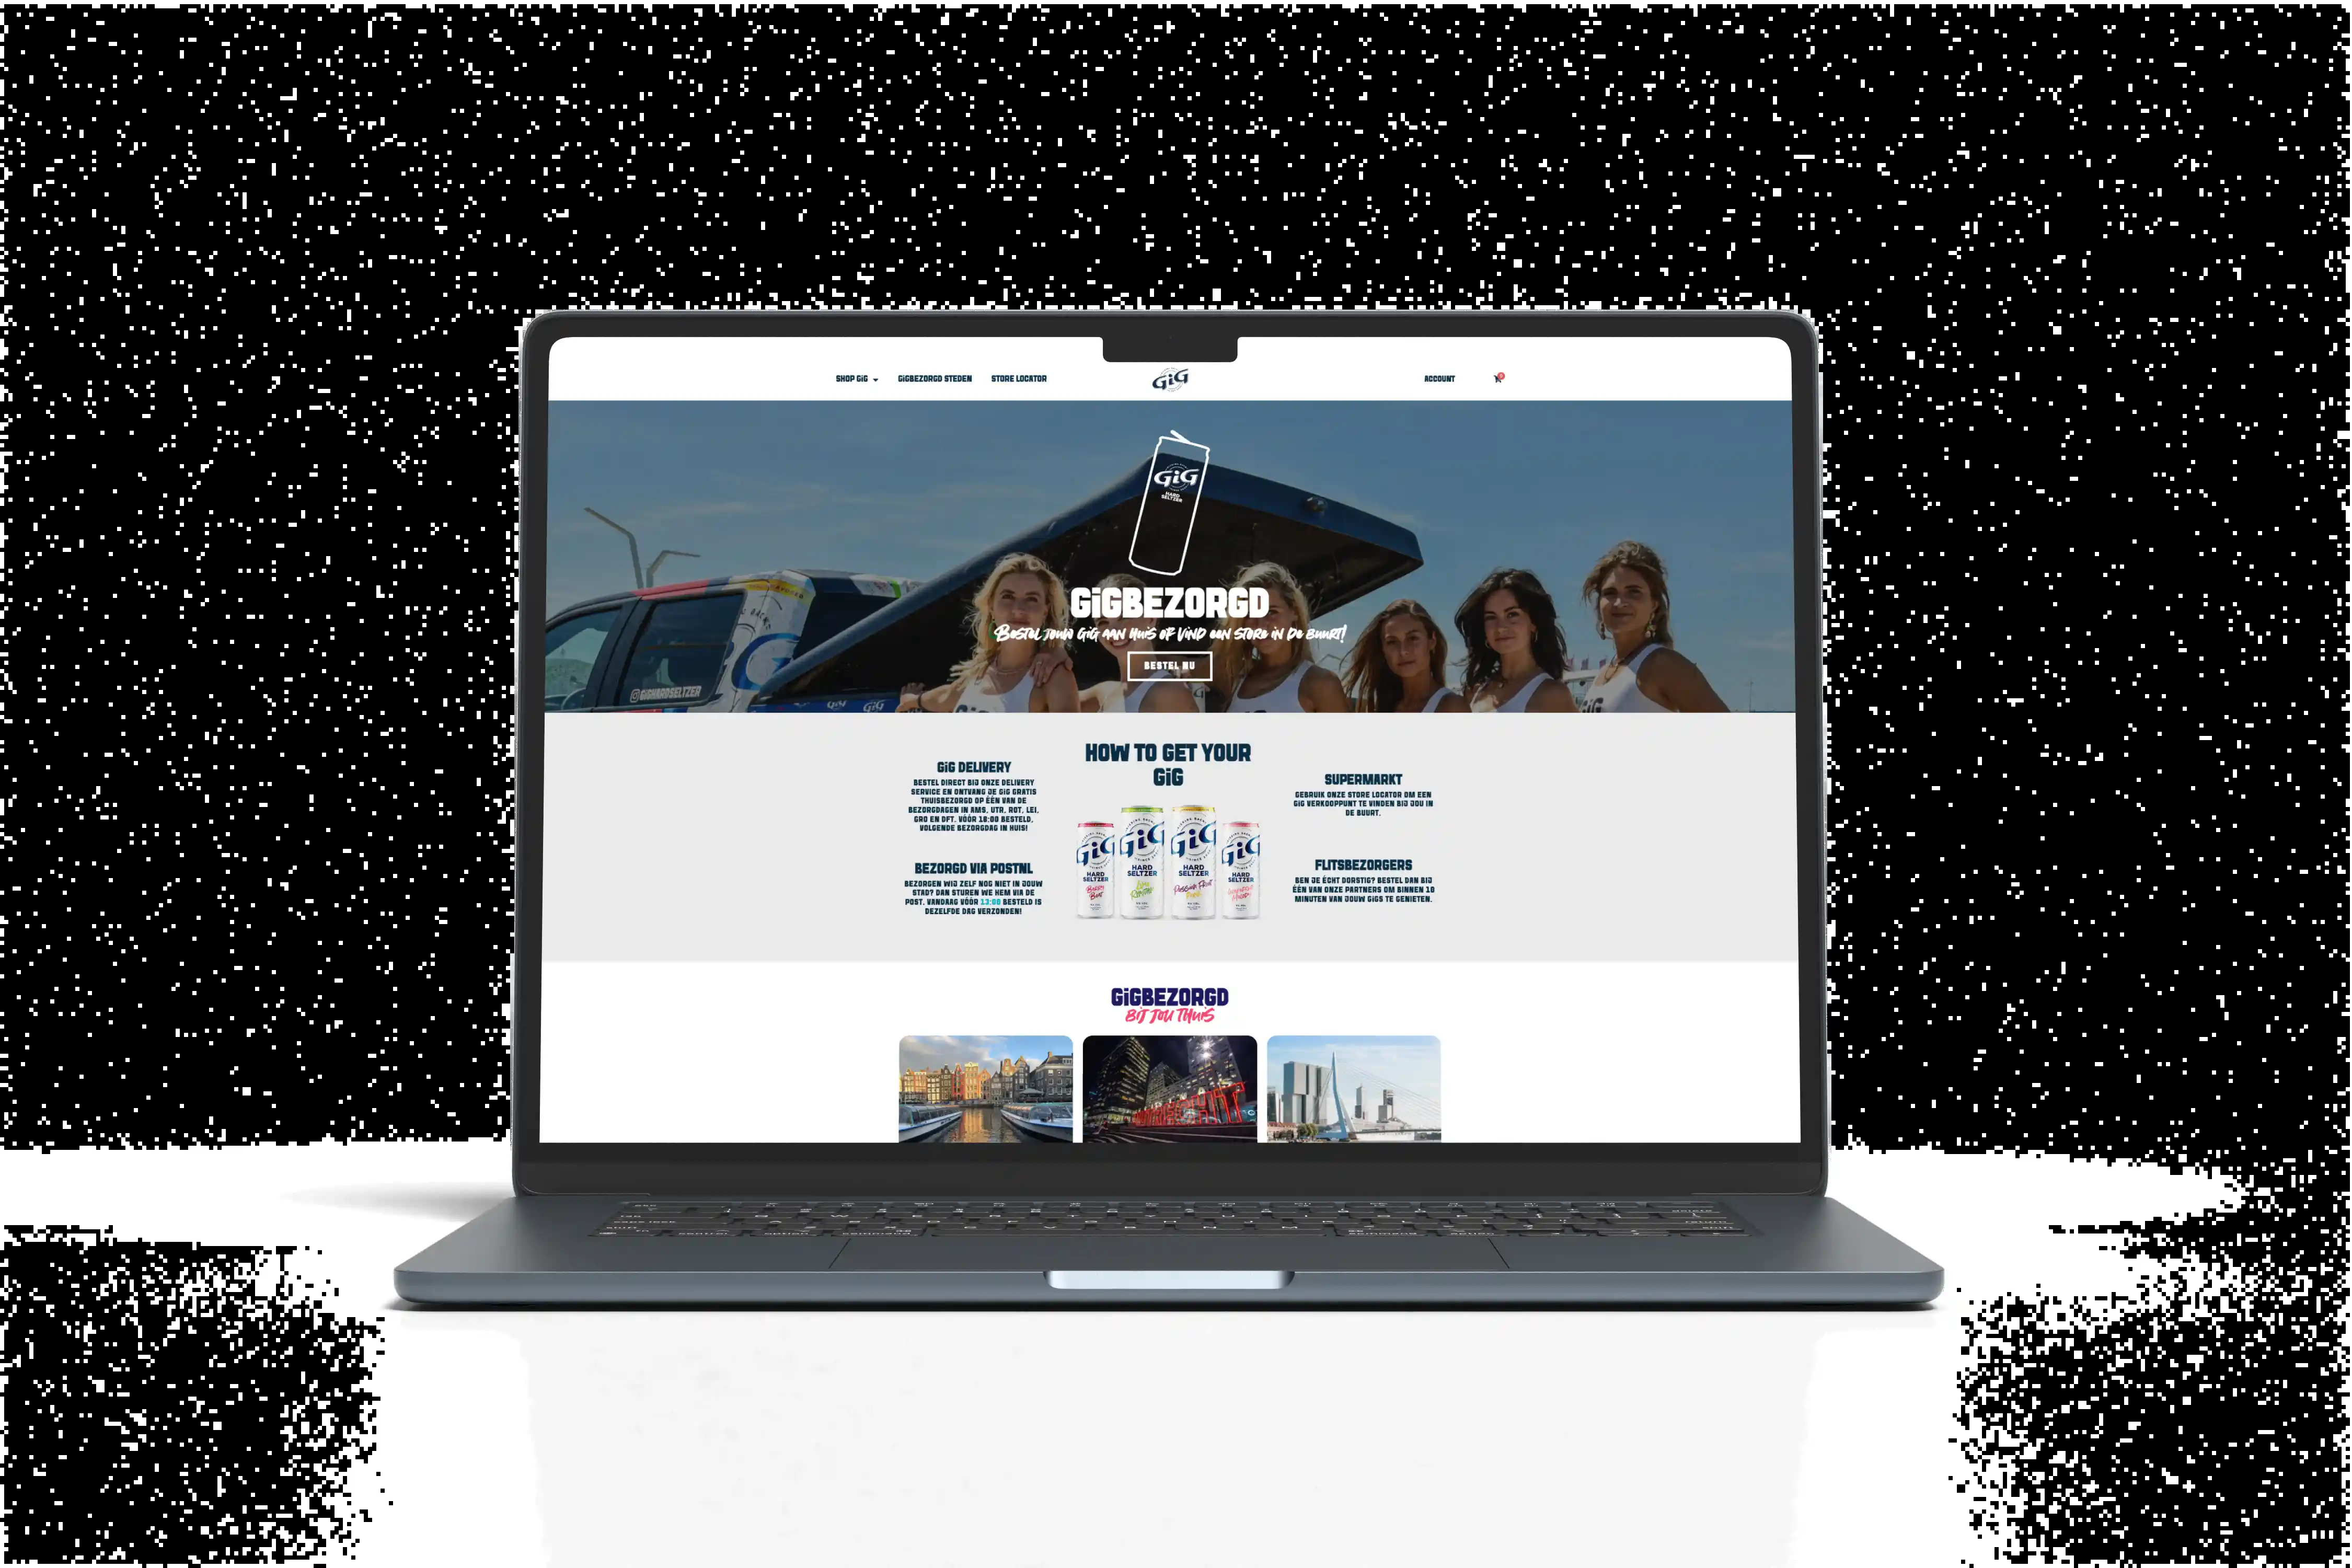 SHOP GiG
GiGBEZORGD STEDEN
STORE LOCATOR
GiG
ACCOUNT
GiG
HARD
SELTZER
GiGBEZORGD
BESTEL JOUW GiG AAN HUiS OF ViND EEN STORE iN DE BUURT!
BESTEL NU
@GIGHARDSELTZER
GiG
GiG
HOW TO GET YOUR
GiG
GiG DELIVERY
BESTEL DIRECT BIJ ONZE DELIVERY
SERVICE EN ONTVANG JE GIG GRATIS
THUISBEZORGD OP ÉÉN VAN DE
BEZORGDAGEN IN AMS, UTR, ROT, LEI,
GRO EN DFT. VÓÓR 18:00 BESTELD,
VOLGENDE BEZORGDAG IN HUIS!
BEZORGD VIA POSTNL
BEZORGEN WIJ ZELF NOG NIET IN JOUW
STAD? DAN STUREN WE HEM VIA DE
POST. VANDAAG VÓÓR 12:00 BESTELD IS
DEZELFDE DAG VERZONDEN!
GiG
HARD
SELTZER
Berry
GiG
HARD
SELTZER
GiG
HARD
SELTZER
Passion Fruit
GiG
HARD
SELTZER
SUPERMARKT
GEBRUIK ONZE STORE LOCATOR OM EEN
GIG VERKOOPPUNT TE VINDEN BIJ JOU IN
DE BUURT.
FLITSBEZORGERS
BEN JE ÉCHT DORSTIG? BESTEL DAN BIJ
ÉÉN VAN ONZE PARTNERS OM BINNEN 10
MINUTEN VAN JOUW GIGS TE GENIETEN.
GiGBEZORGD
BiJ JOU THUiS